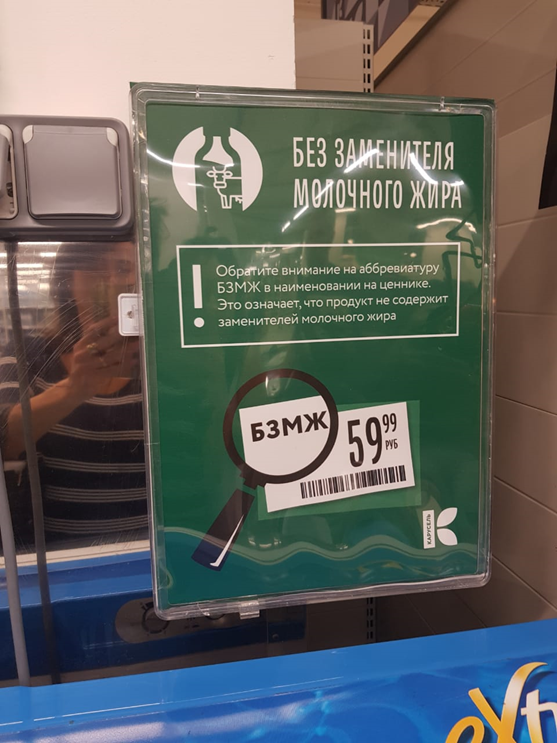 БЕЗ ЗАМЕНИТЕЛЯ
МОЛОЧНОГО ЖИРА
! Обратите внимание на аббревиатуру
БЗМЖ в наименовании на ценнике.
Это означает, что продукт не содержит
заменителей молочного жира
БЗМЖ
59 99
РУБ
КАРУСЕЛЬ